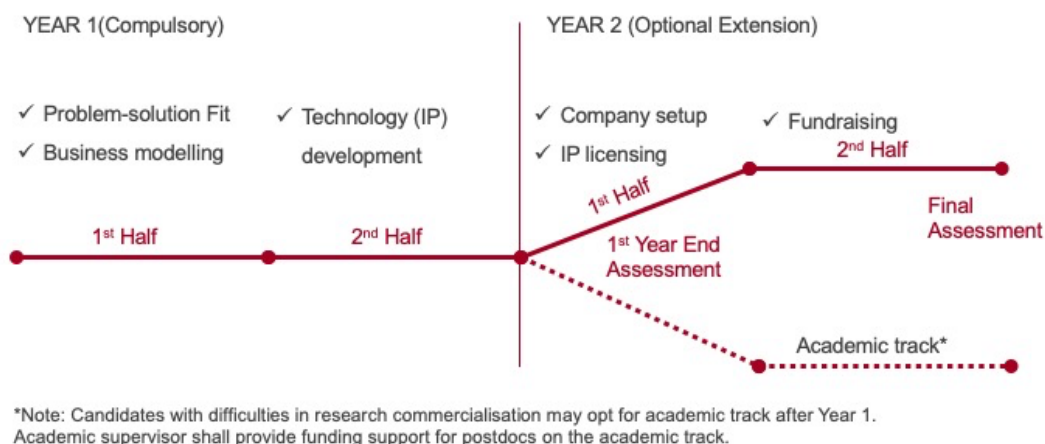 YEAR 1(Compulsory)
YEAR 2 (Optional Extension)
✓ Problem-solution Fit
✓ Business modelling
✓ Technology (IP)
development
✓ Company setup
✓ IP licensing
✓ Fundraising
1st Half
2nd Half
1st Half
2nd Half
1st Year End
Assessment
Final
Assessment
Academic track*
*Note: Candidates with difficulties in research commercialisation may opt for academic track after Year 1.
Academic supervisor shall provide funding support for postdocs on the academic track.